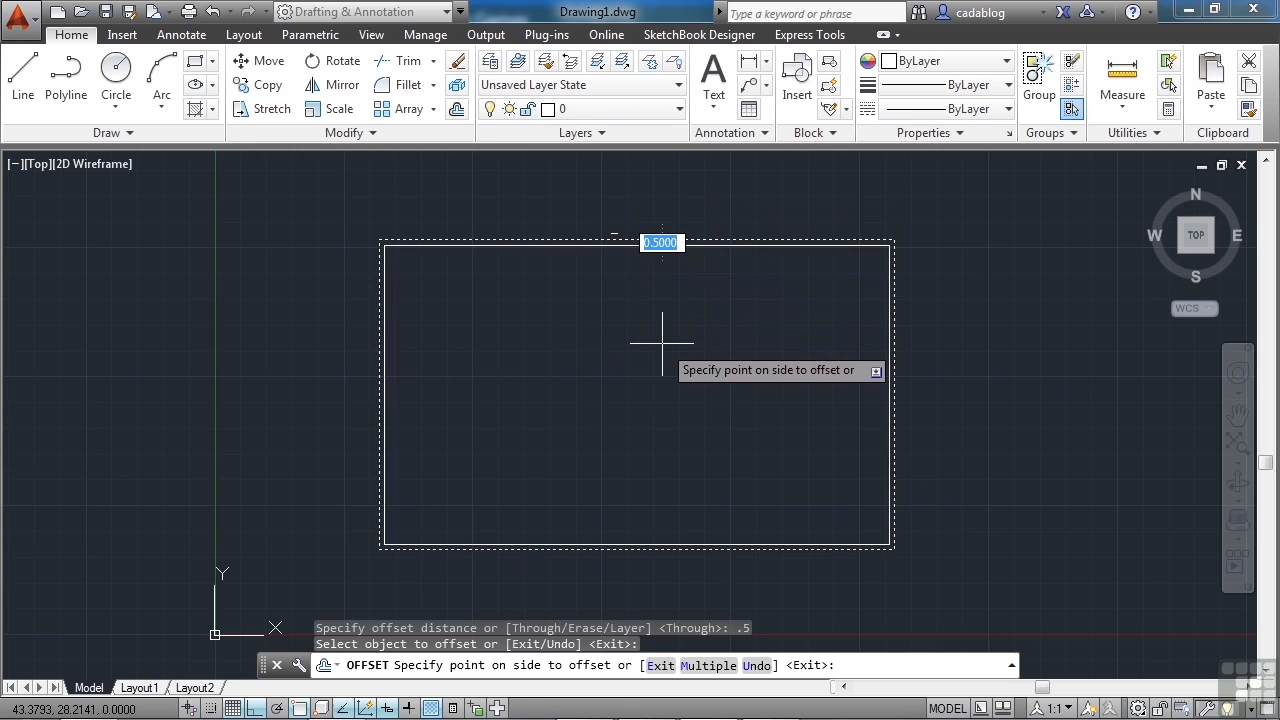 Drafting & Annotation
Drawing1.dwg
Type a keyword or phrase
cadablog
Home Insert Annotate Layout Parametric View Manage Output Plug-ins Online SketchBook Designer Express Tools
Line Polyline Circle Arc
Move Rotate Trim
Copy Mirror Fillet
Stretch Scale Array
Unsaved Layer State
0
Text
Insert
ByLayer
ByLayer
ByLayer
Group
Measure
Paste
Draw Modify Layers Annotation Block Properties Groups Utilities Clipboard
[−][Top][2D Wireframe]
N
W TOP E
S
WCS
0.5000
Specify point on side to offset or
Y
X
Specify offset distance or [Through/Erase/Layer] <Through>: .5
Select object to offset or [Exit/Undo] <Exit>:
OFFSET Specify point on side to offset or [Exit Multiple Undo] <Exit>:
Model Layout1 Layout2
43.3793, 28.2141, 0.0000
MODEL
1:1